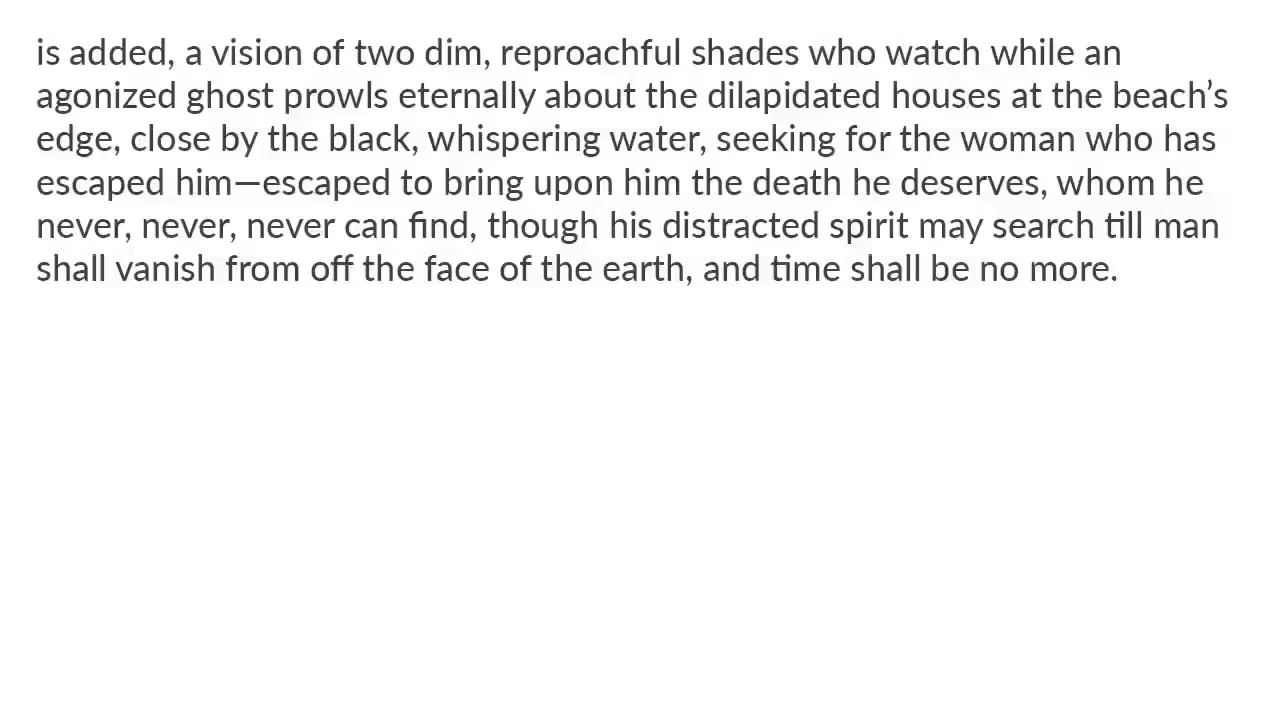 is added, a vision of two dim, reproachful shades who watch while an
agonized ghost prowls eternally about the dilapidated houses at the beach’s
edge, close by the black, whispering water, seeking for the woman who has
escaped him—escaped to bring upon him the death he deserves, whom he
never, never, never can find, though his distracted spirit may search till man
shall vanish from off the face of the earth, and time shall be no more.